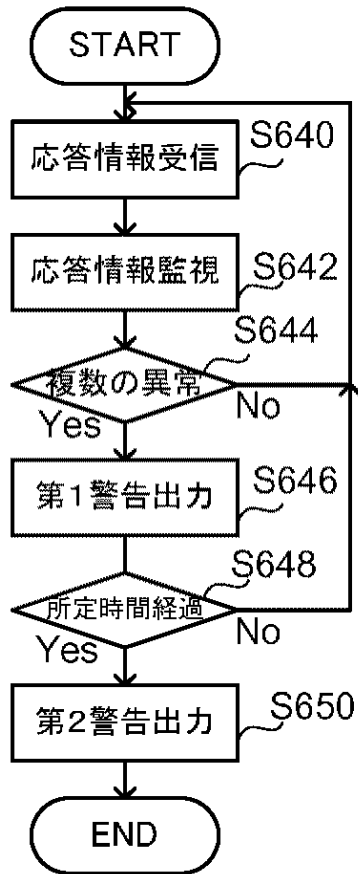 START
応答情報受信
S640
応答情報監視
S642
複数の異常
S644
Yes
No
第1警告出力
S646
所定時間経過
S648
Yes
No
第2警告出力
S650
END